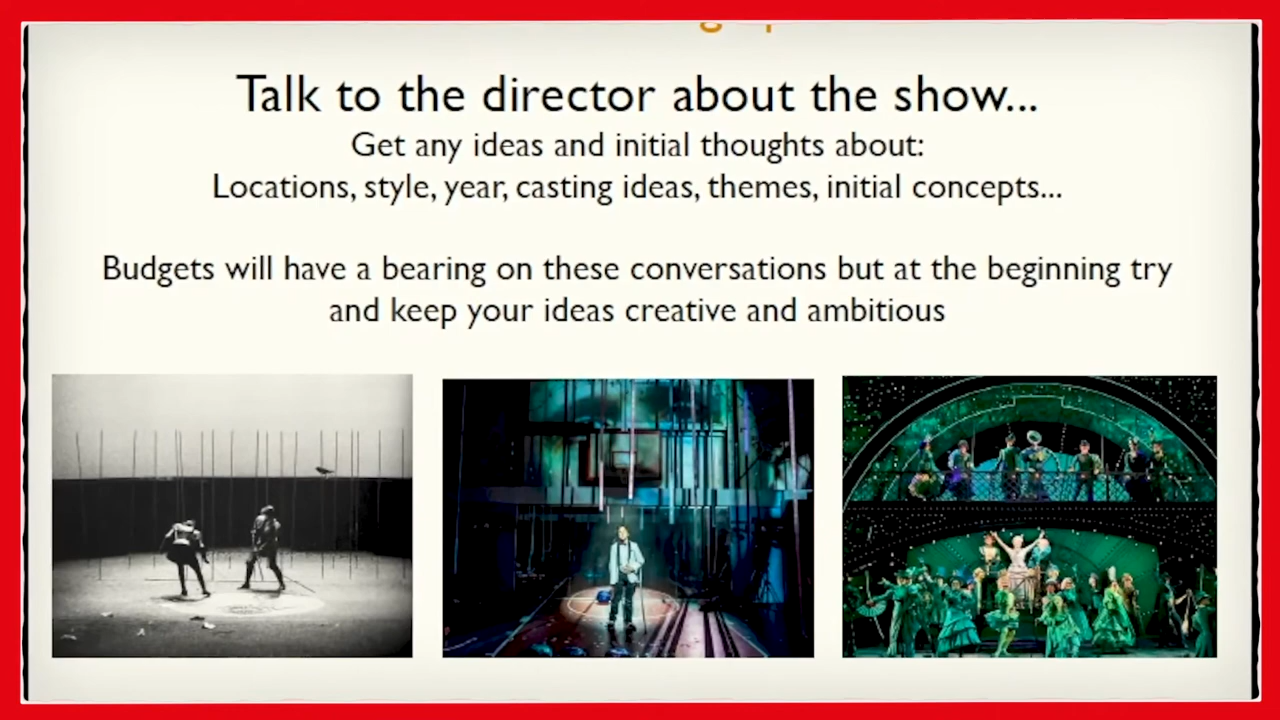 Talk to the director about the show...
Get any ideas and initial thoughts about:
Locations, style, year, casting ideas, themes, initial concepts...
Budgets will have a bearing on these conversations but at the beginning try
and keep your ideas creative and ambitious